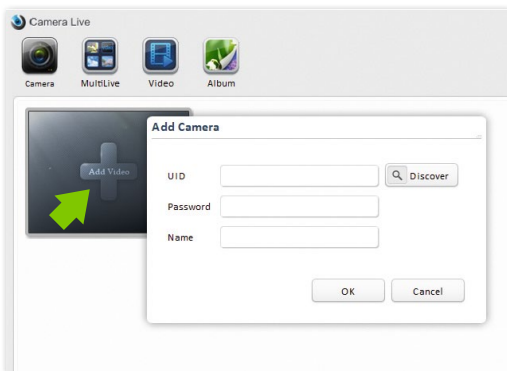 Camera Live
Camera MultiLive Video Album
Add Camera
Add Video
UID Discover
Password
Name
OK Cancel